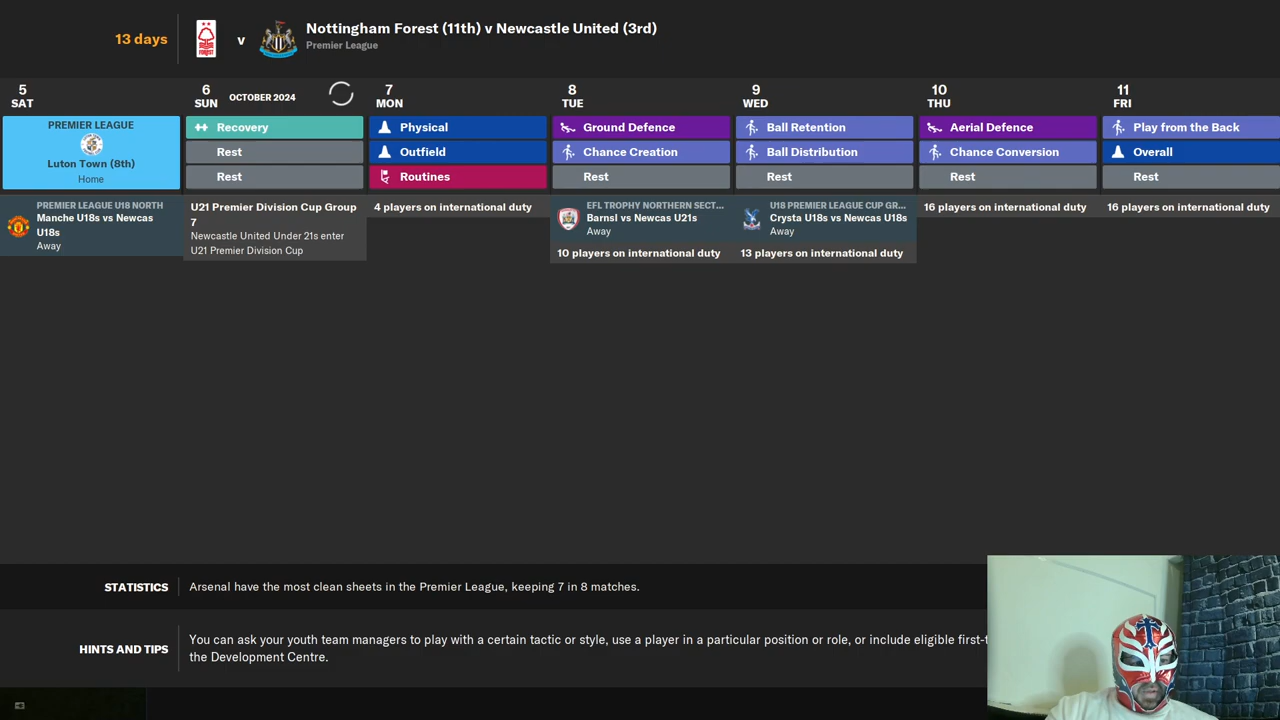 13 days
v
Nottingham Forest (11th) v Newcastle United (3rd)
Premier League
5
SAT
6
SUN
OCTOBER 2024
7
MON
8
TUE
9
WED
10
THU
11
FRI
PREMIER LEAGUE
Luton Town (8th)
Home
Recovery
Rest
Rest
Physical
Outfield
Routines
Ground Defence
Chance Creation
Rest
Ball Retention
Ball Distribution
Rest
Aerial Defence
Chance Conversion
Rest
Play from the Back
Overall
Rest
PREMIER LEAGUE U18 NORTH
Manche U18s vs Newcas
U18s
Away
U21 Premier Division Cup Group
7
Newcastle United Under 21s enter
U21 Premier Division Cup
4 players on international duty
EFL TROPHY NORTHERN SECT...
Barnsl vs Newcas U21s
Away
10 players on international duty
U18 PREMIER LEAGUE CUP GR...
Crysta U18s vs Newcas U18s
Away
13 players on international duty
16 players on international duty
16 players on international duty
STATISTICS
Arsenal have the most clean sheets in the Premier League, keeping 7 in 8 matches.
HINTS AND TIPS
You can ask your youth team managers to play with a certain tactic or style, use a player in a particular position or role, or include eligible first-
the Development Centre.